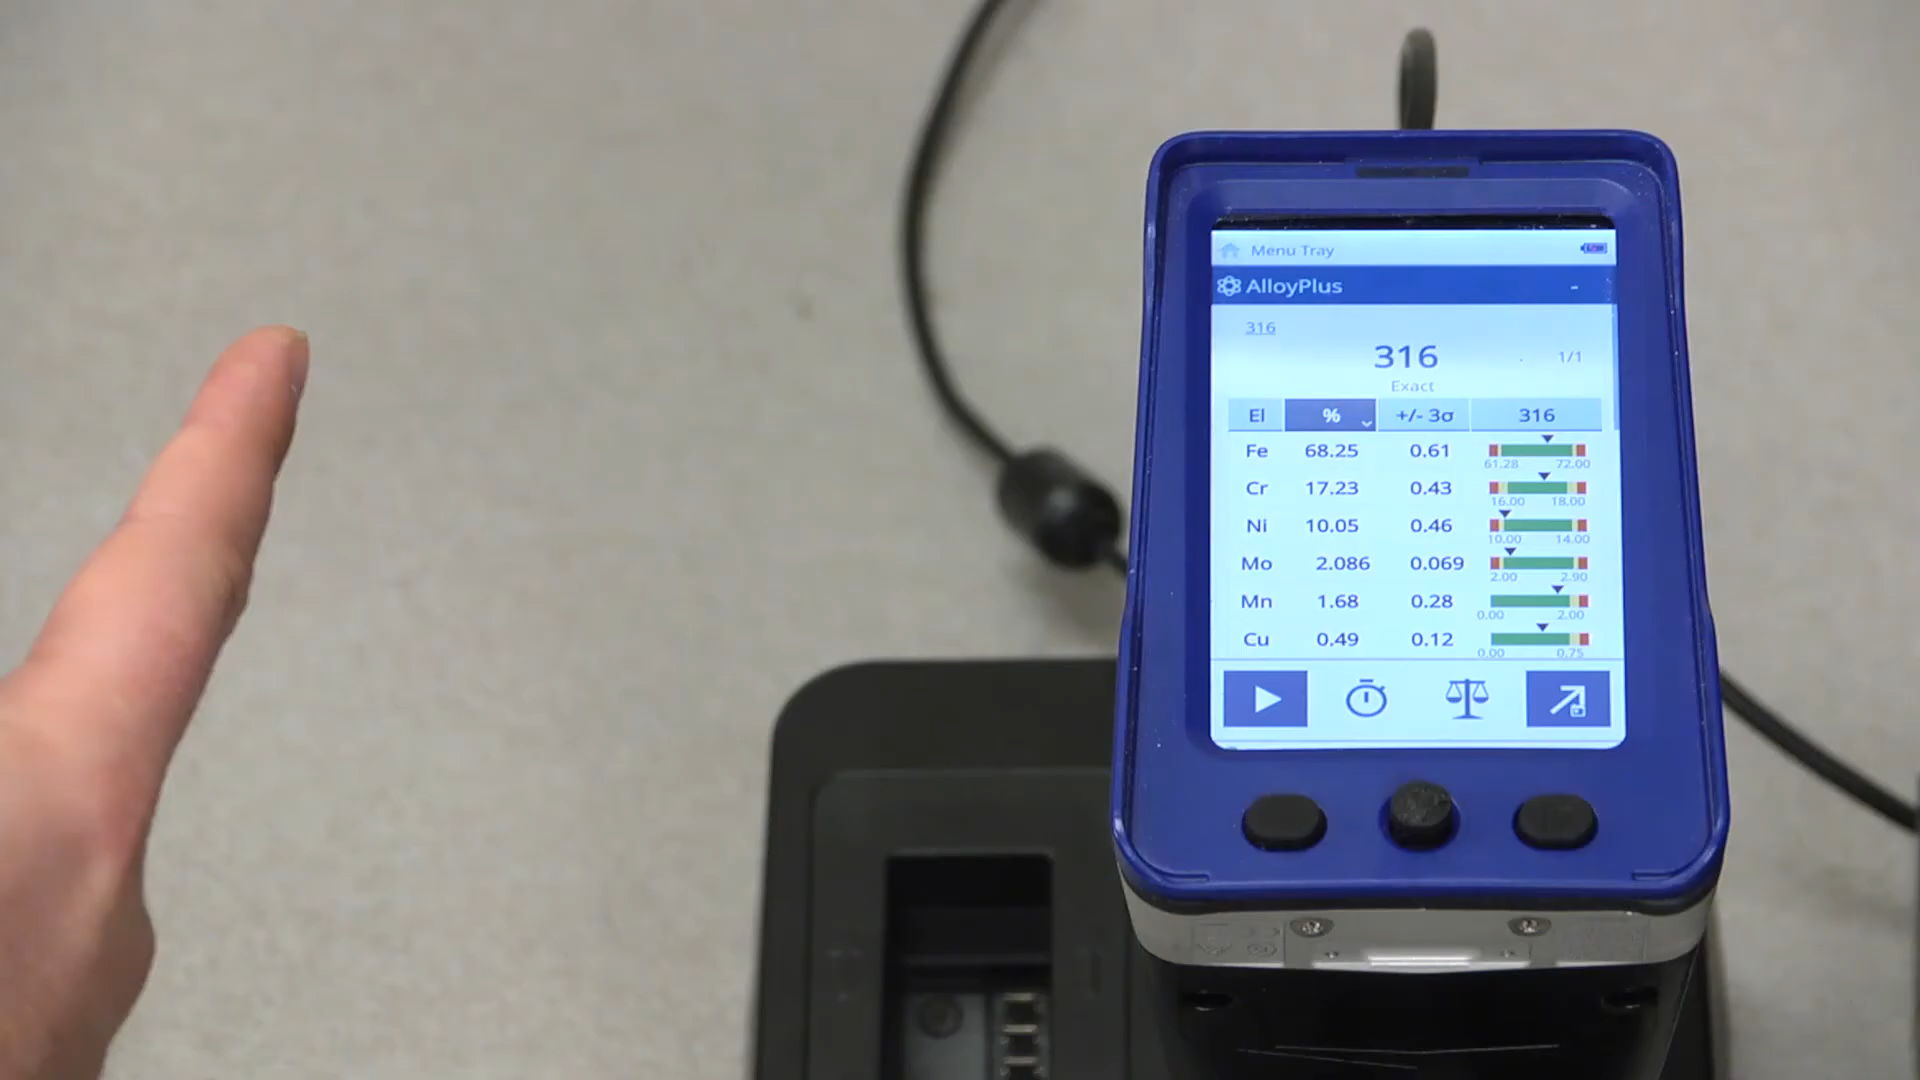 Menu Tray
AlloyPlus -
316
316 1/1
Exact
El % +/- 3σ 316
Fe 68.25 0.61
61.28 72.00
Cr 17.23 0.43
16.00 18.00
Ni 10.05 0.46
10.00 14.00
Mo 2.086 0.069
2.00 2.90
Mn 1.68 0.28
0.00 2.00
Cu 0.49 0.12
0.00 0.75